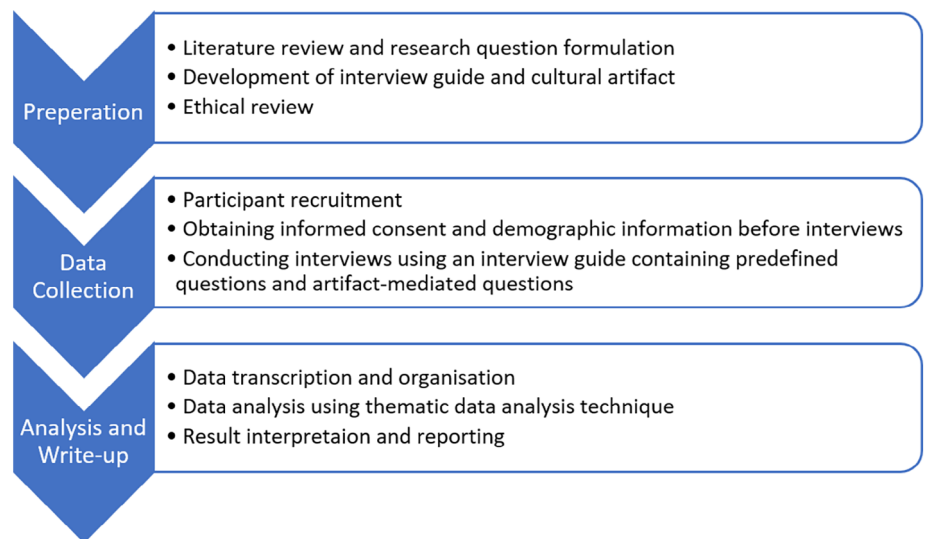 Preperation
• Literature review and research question formulation
• Development of interview guide and cultural artifact
• Ethical review
Data
Collection
• Participant recruitment
• Obtaining informed consent and demographic information before interviews
• Conducting interviews using an interview guide containing predefined
questions and artifact-mediated questions
Analysis and
Write-up
• Data transcription and organisation
• Data analysis using thematic data analysis technique
• Result interpretaion and reporting